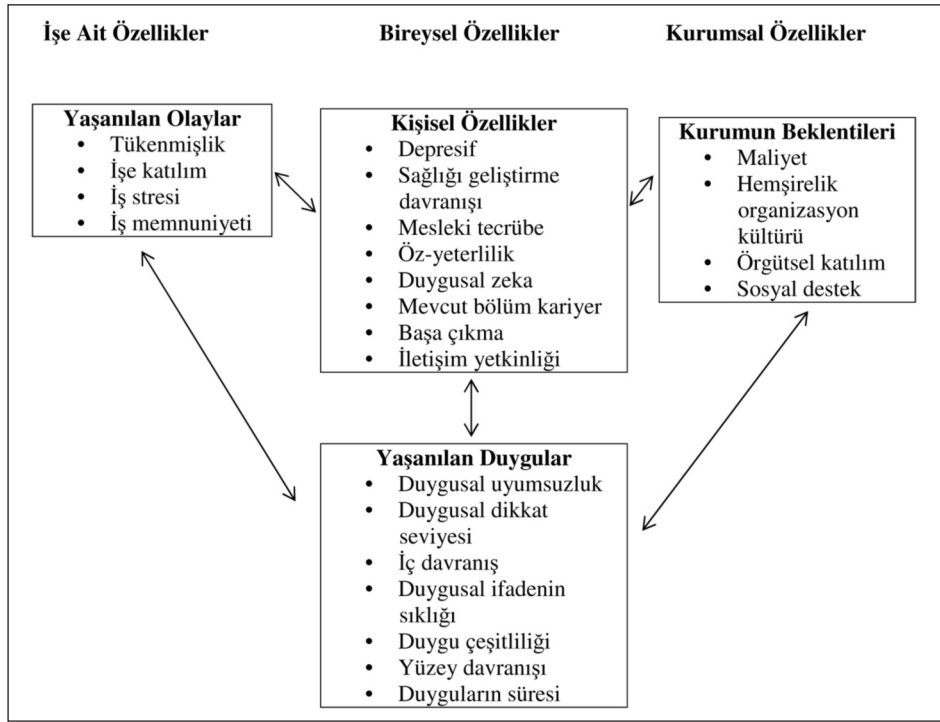 İşe Ait Özellikler
Bireysel Özellikler
Kurumsal Özellikler
Yaşanılan Olaylar
• Tükenmişlik
• İşe katılım
• İş stresi
• İş memnuniyeti
Kişisel Özellikler
• Depresif
• Sağlığı geliştirme
davranışı
• Mesleki tecrübe
• Öz-yeterlilik
• Duygusal zeka
• Mevcut bölüm kariyer
• Başa çıkma
• İletişim yetkinliği
Kurumun Beklentileri
• Maliyet
• Hemşirelik
organizasyon
kültürü
• Örgütsel katılım
• Sosyal destek
Yaşanılan Duygular
• Duygusal uyumsuzluk
• Duygusal dikkat
seviyesi
• İç davranış
• Duygusal ifadenin
sıklığı
• Duygu çeşitliliği
• Yüzey davranışı
• Duyguların süresi